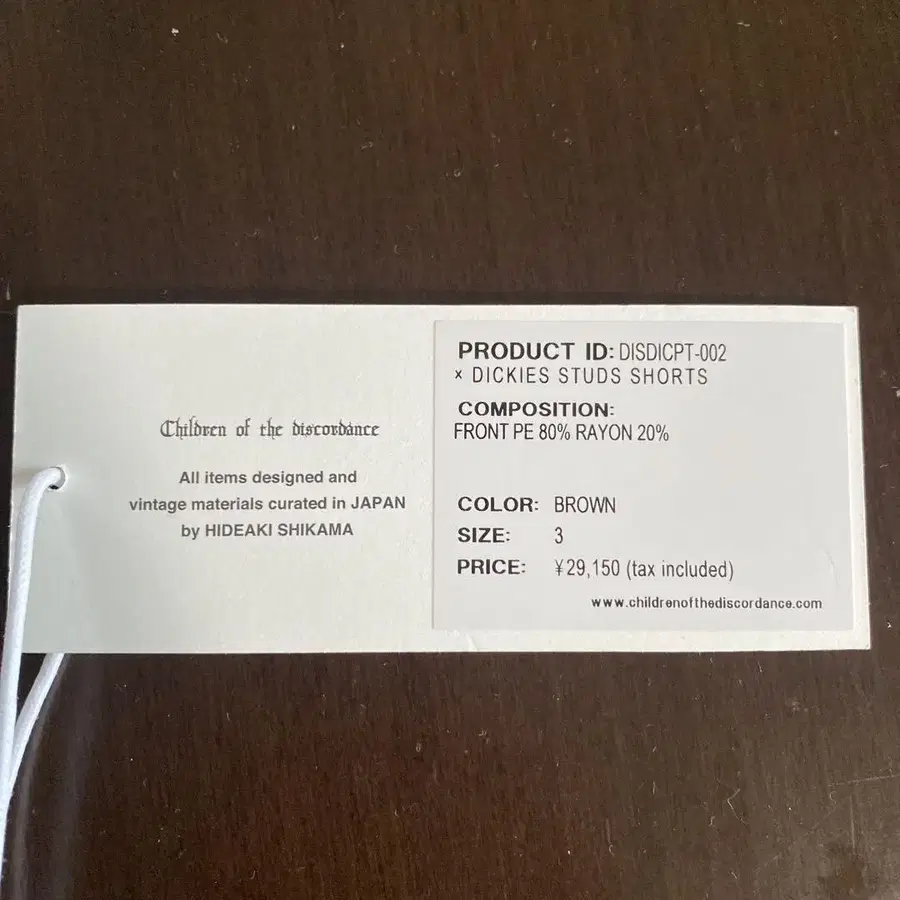 Children of the discordance
All items designed and
vintage materials curated in JAPAN
by HIDEAKI SHIKAMA
PRODUCT ID: DISDICPT-002
× DICKIES STUDS SHORTS
COMPOSITION:
FRONT PE 80% RAYON 20%
COLOR: BROWN
SIZE: 3
PRICE: ¥29,150 (tax included)
www.childrenofthediscordance.com